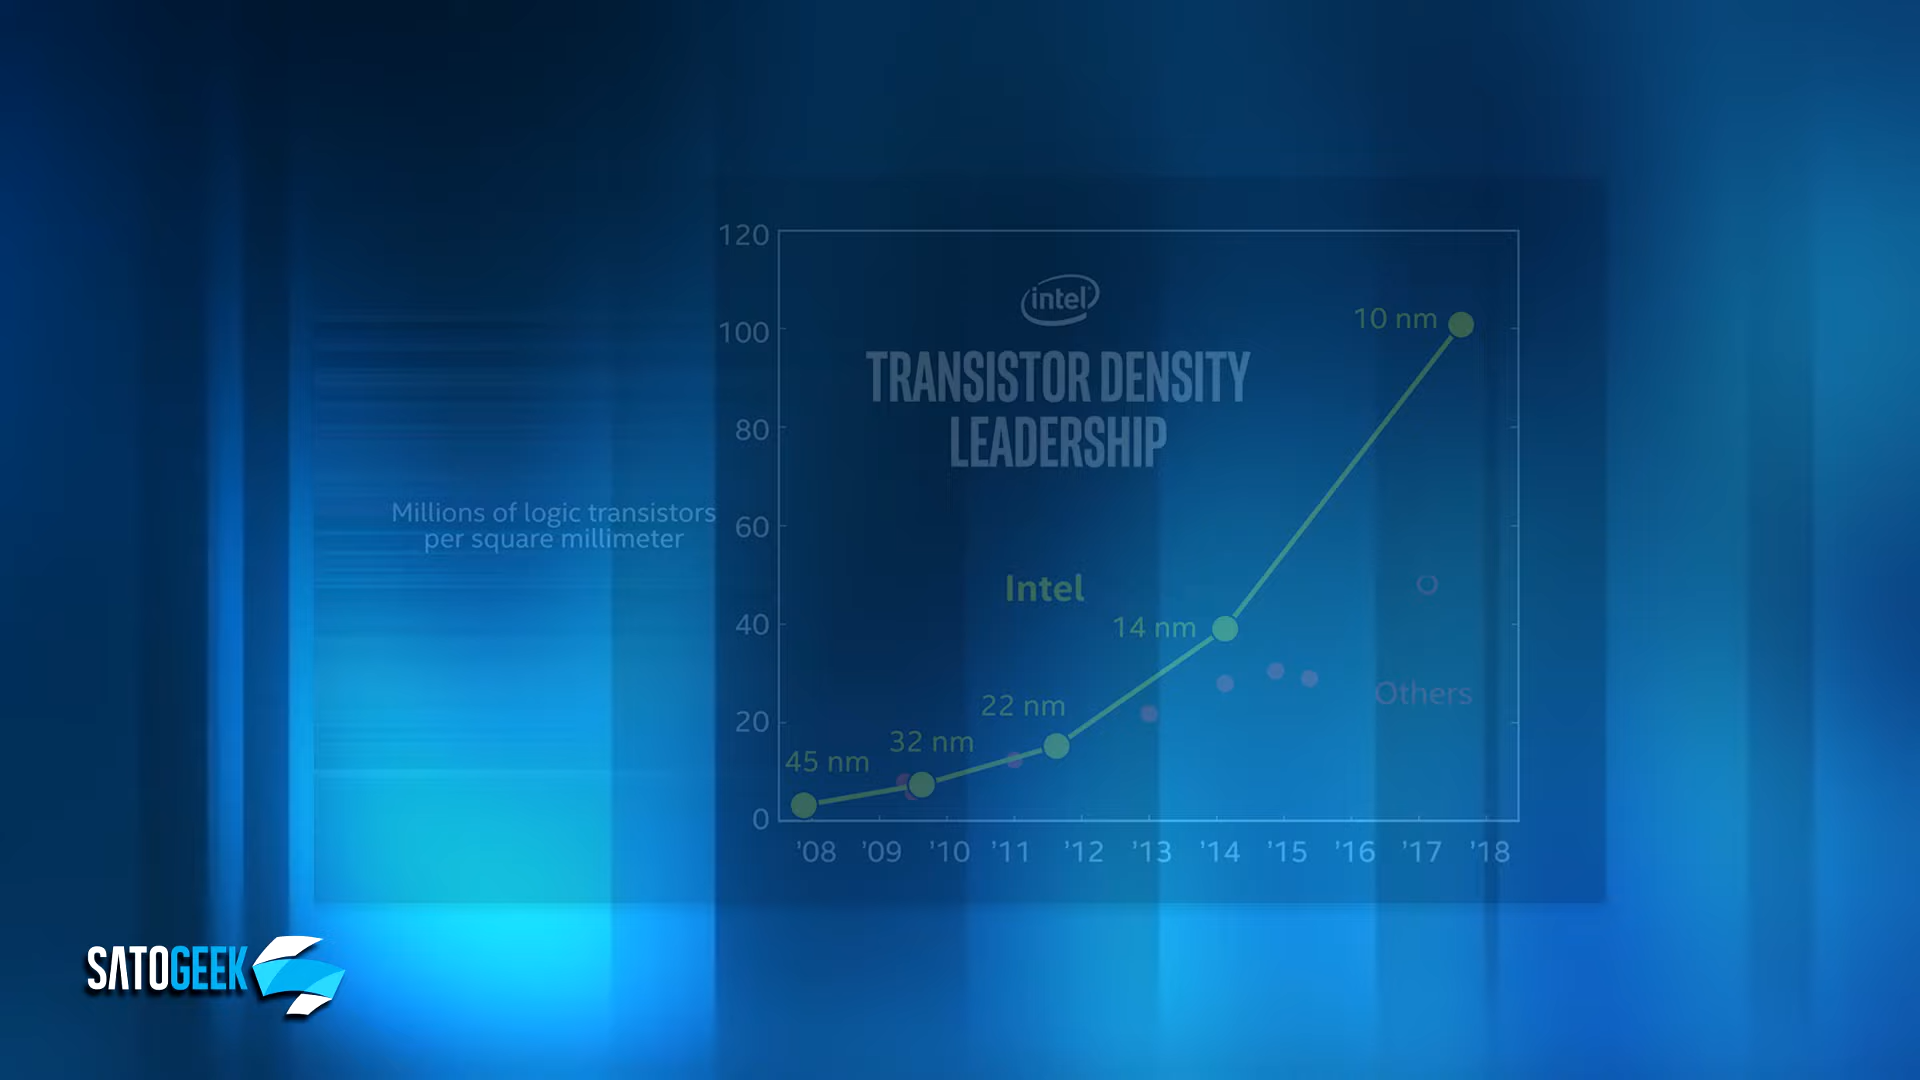 120
intel
100
10 nm
TRANSISTOR DENSITY
LEADERSHIP
80
Millions of logic transistors
per square millimeter
60
Intel
40
14 nm
Others
22 nm
20
32 nm
45 nm
0
’08 ’09 ’10 ’11 ’12 ’13 ’14 ’15 ’16 ’17 ’18
SATOGEEK